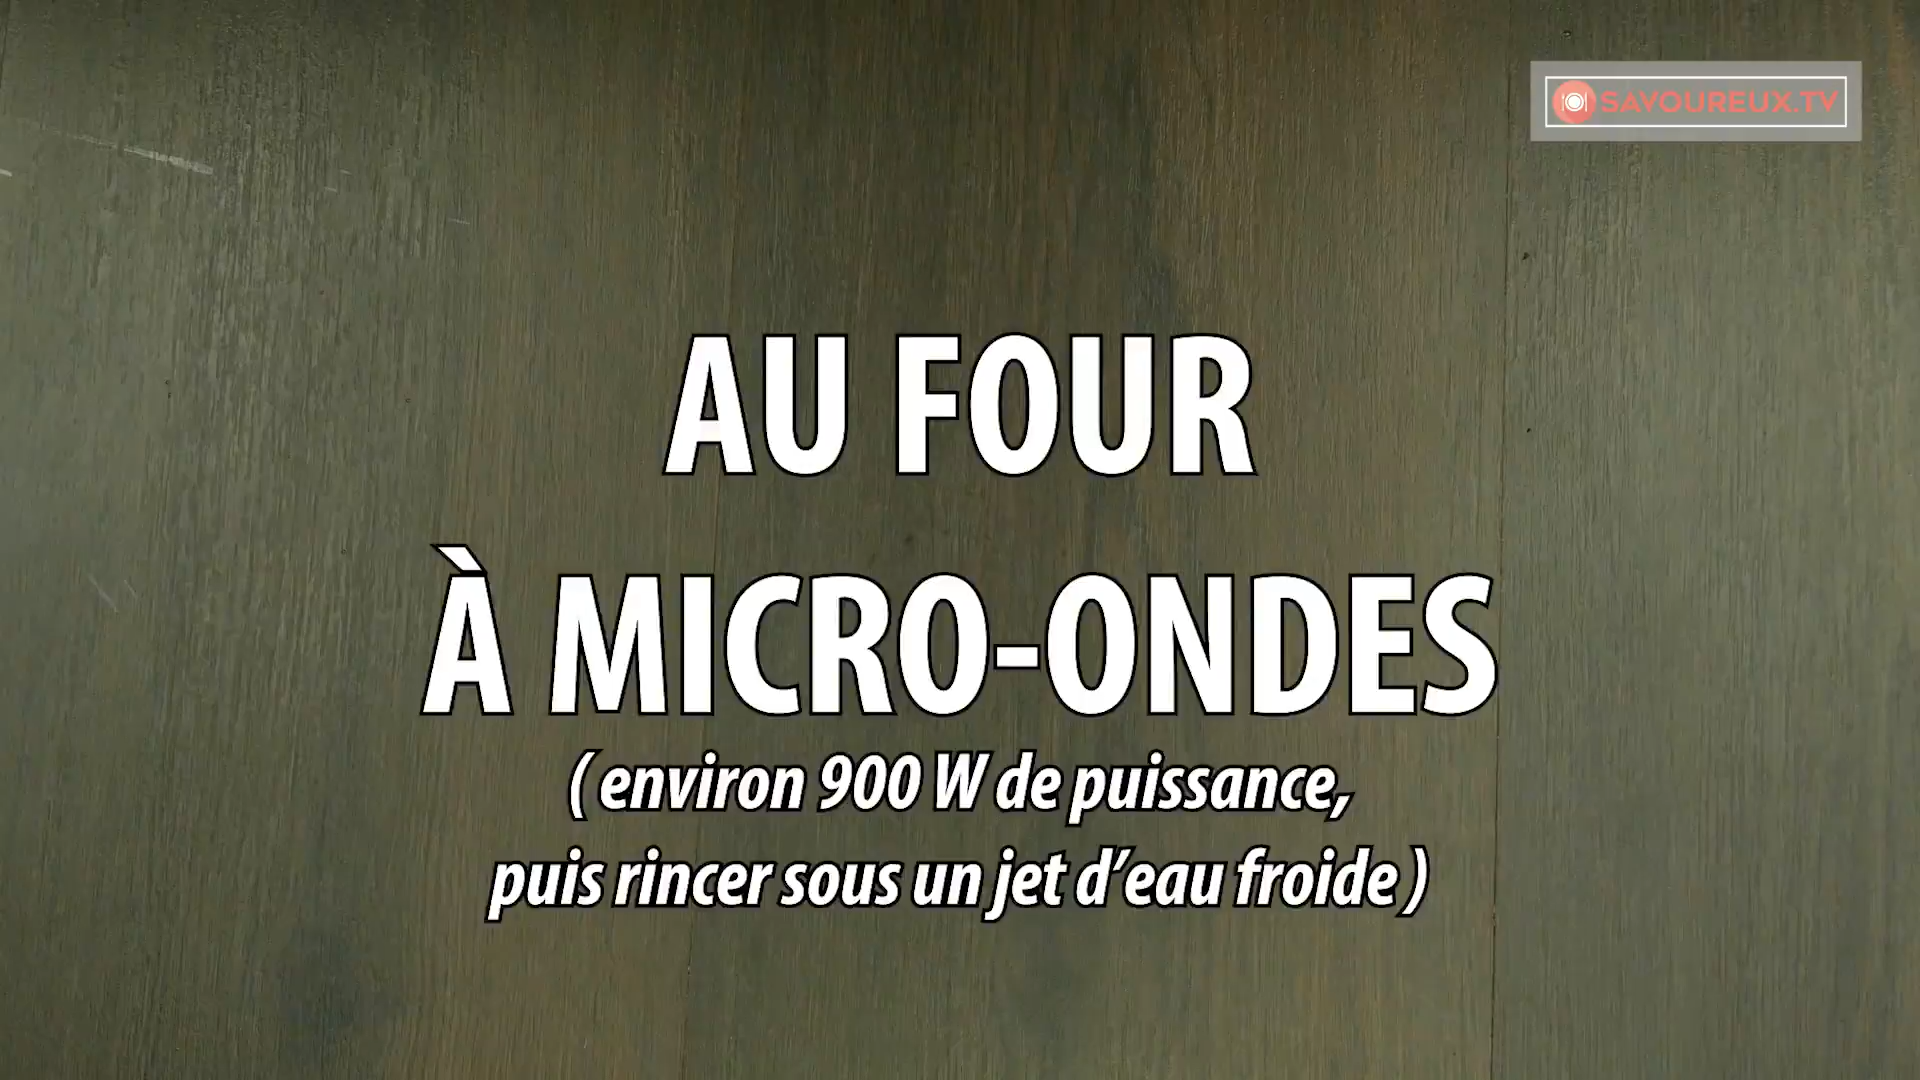 SAVOUREUX.TV
AU FOUR
À MICRO-ONDES
( environ 900 W de puissance,
puis rincer sous un jet d’eau froide )